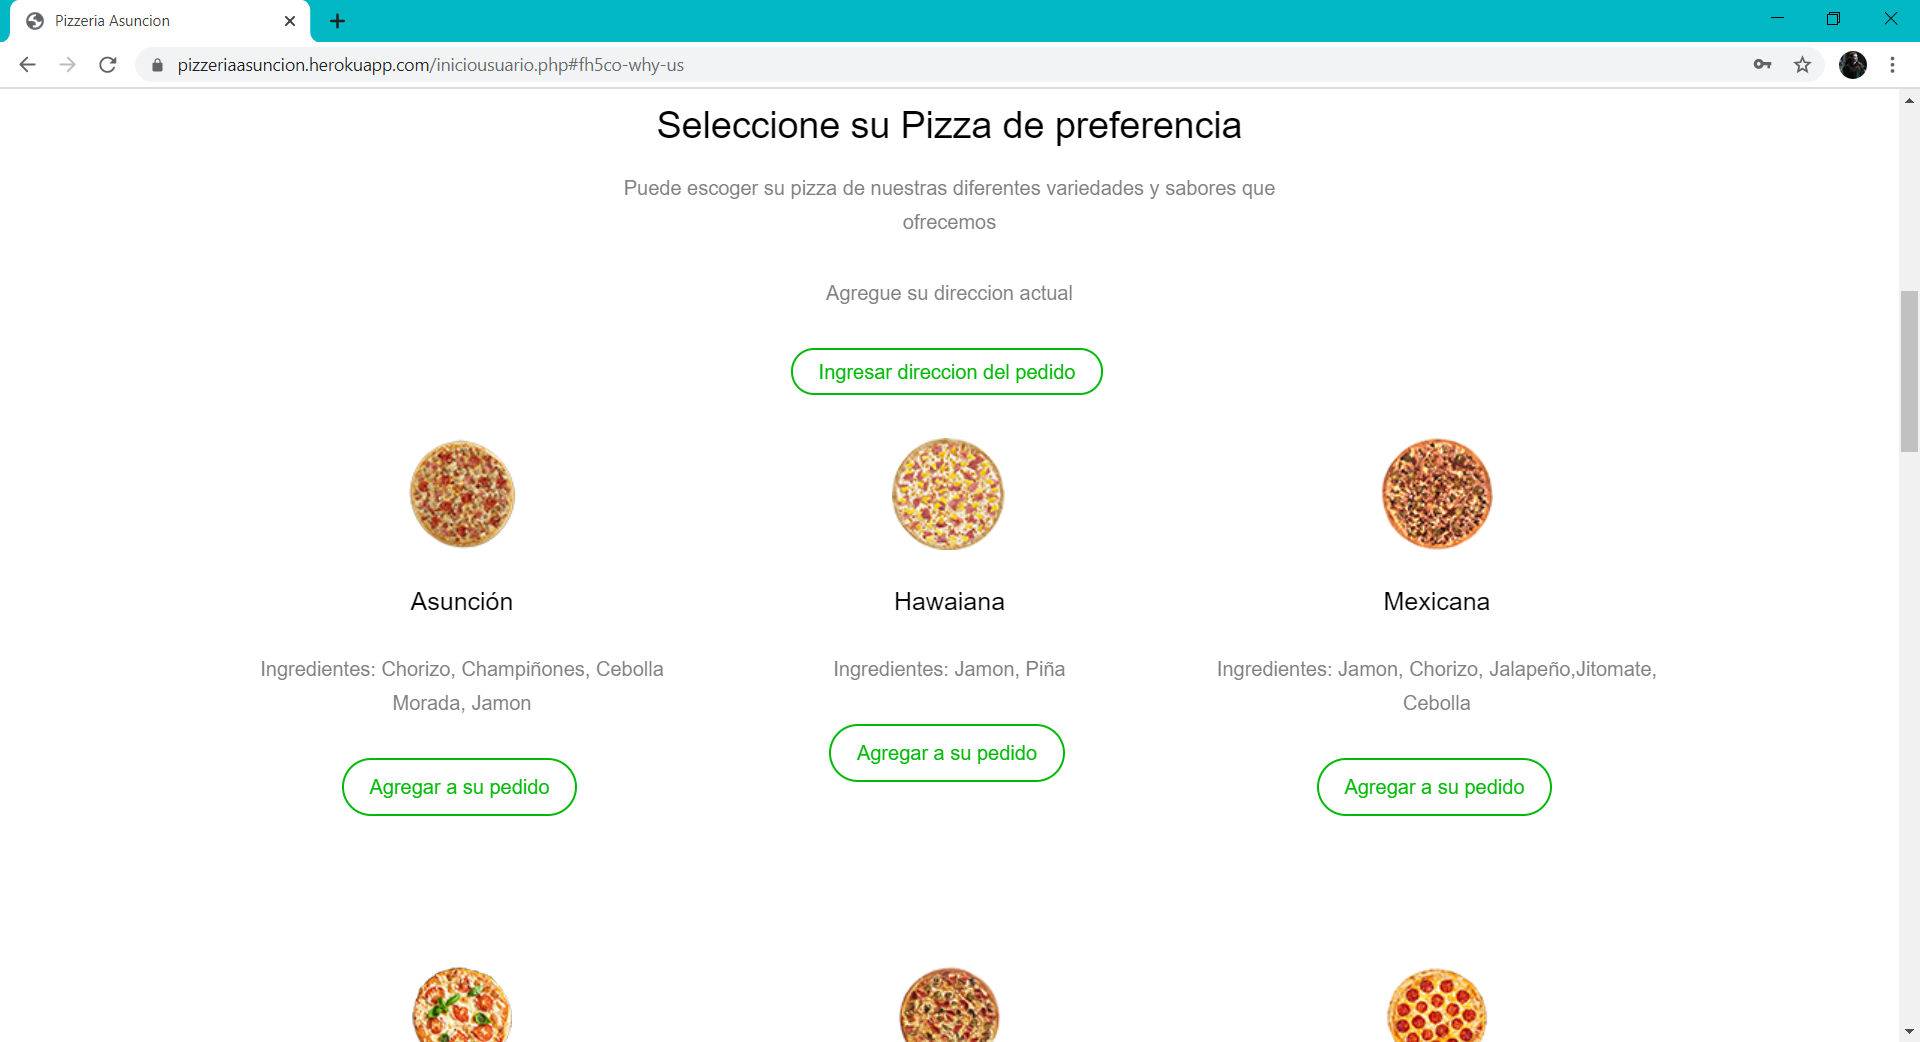 Pizzeria Asuncion
pizzeriaasuncion.herokuapp.com/iniciousuario.php#fh5co-why-us
Seleccione su Pizza de preferencia
Puede escoger su pizza de nuestras diferentes variedades y sabores que
ofrecemos
Agregue su direccion actual
Ingresar direccion del pedido
Asunción
Hawaiana
Mexicana
Ingredientes: Chorizo, Champiñones, Cebolla
Morada, Jamon
Ingredientes: Jamon, Piña
Ingredientes: Jamon, Chorizo, Jalapeño,Jitomate,
Cebolla
Agregar a su pedido
Agregar a su pedido
Agregar a su pedido